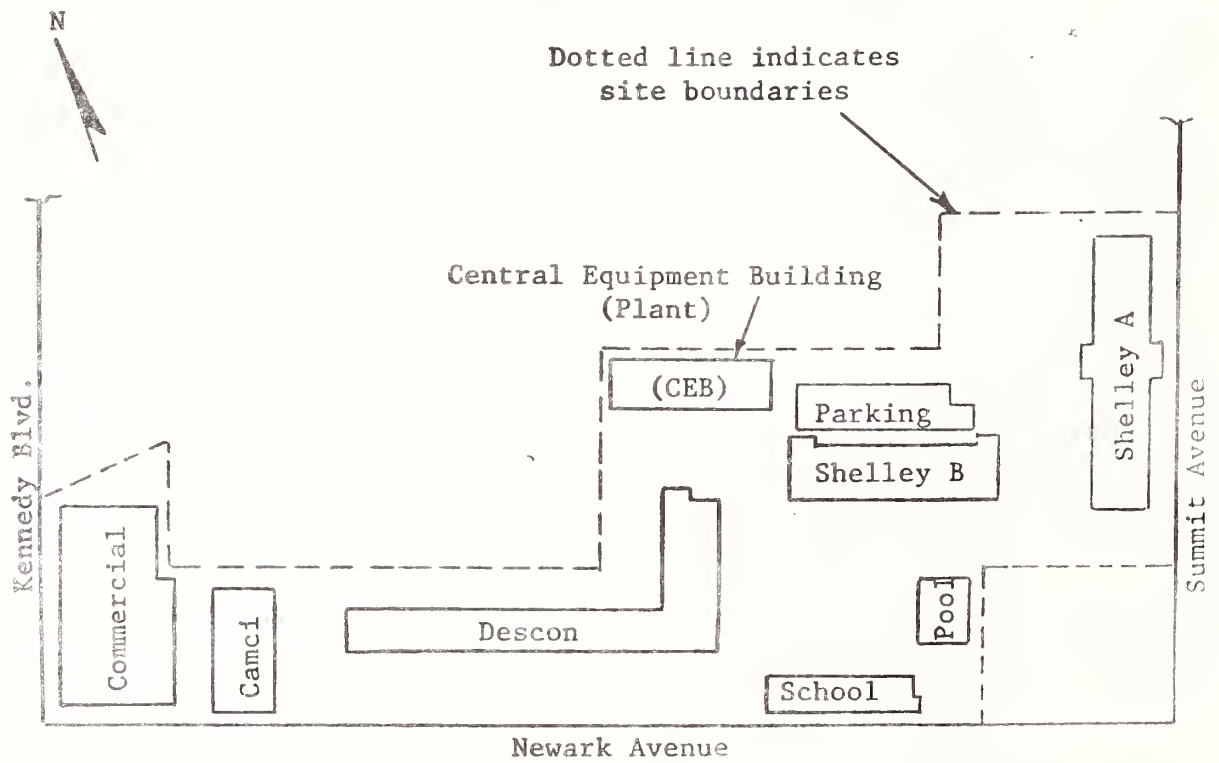 N
Dotted line indicates
site boundaries
Central Equipment Building
(Plant)
(CEB)
Parking
Shelley B
Shelley A
Summit Avenue
Kennedy Blvd.
Commercial
Camci
Descon
Pool
School
Newark Avenue